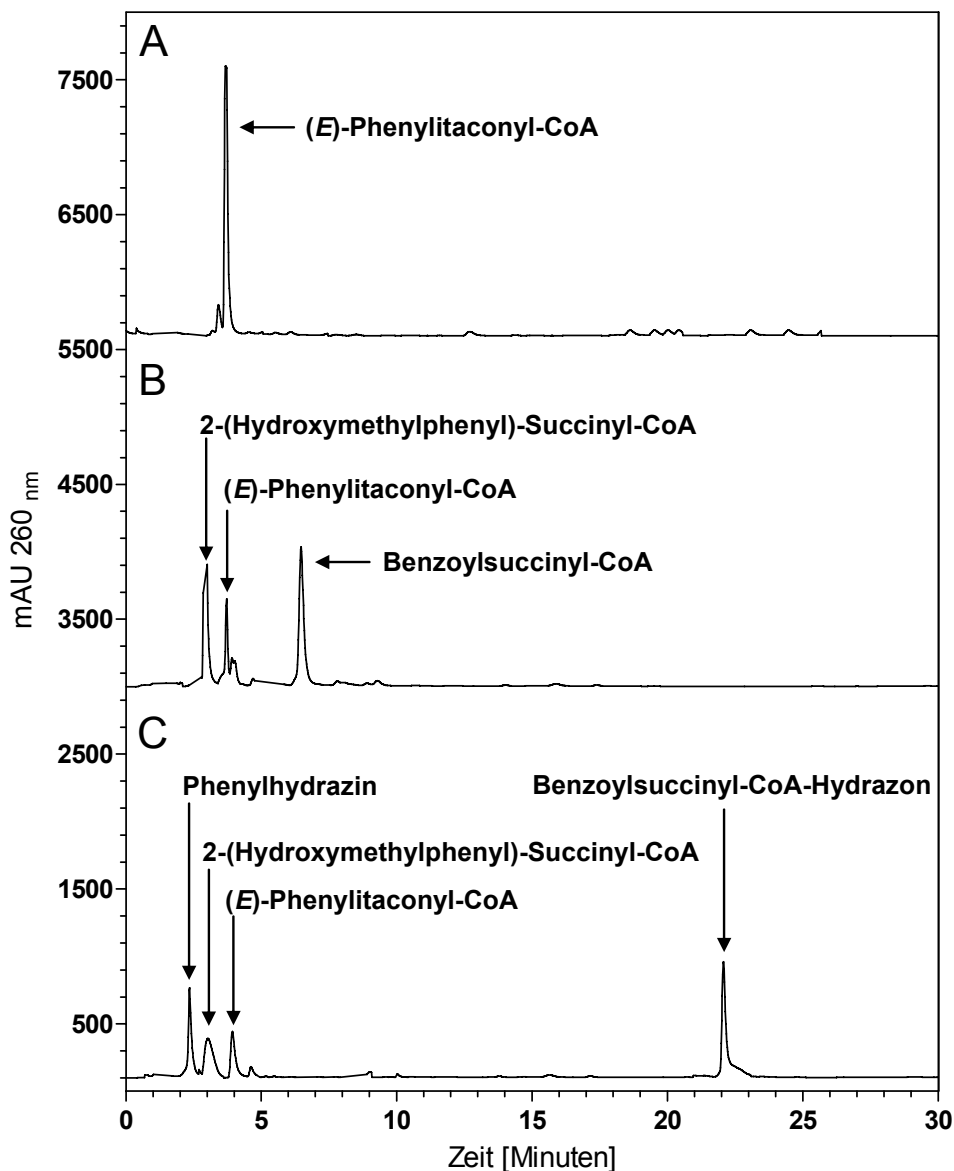 A
7500
(E)-Phenylitaconyl-CoA
6500
5500
B
2-(Hydroxymethylphenyl)-Succinyl-CoA
4500
(E)-Phenylitaconyl-CoA
Benzoylsuccinyl-CoA
3500
mAU 260 nm
C
2500
Phenylhydrazin
Benzoylsuccinyl-CoA-Hydrazon
2-(Hydroxymethylphenyl)-Succinyl-CoA
1500
(E)-Phenylitaconyl-CoA
500
0 5 10 15 20 25 30
Zeit [Minuten]